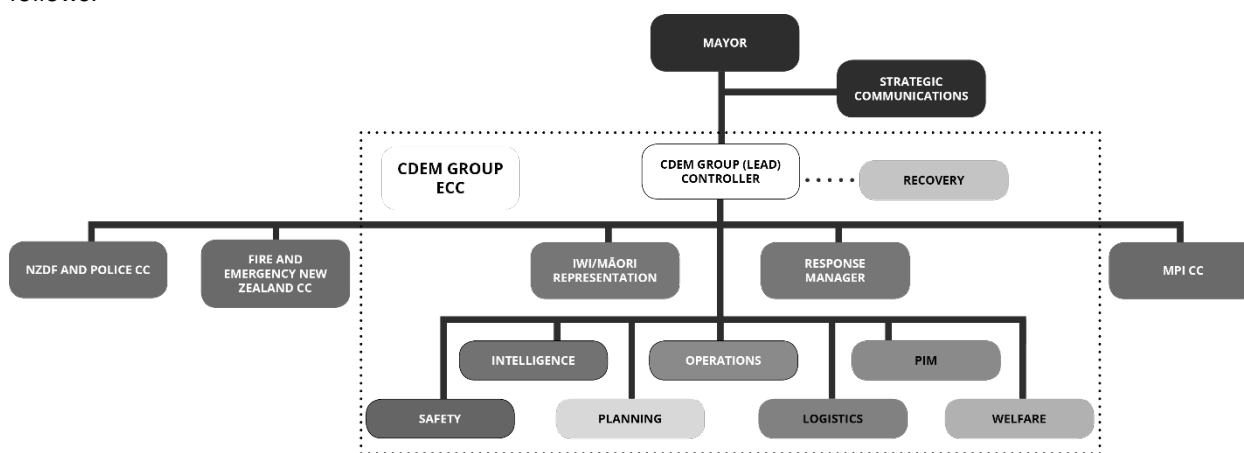 MAYOR
STRATEGIC
COMMUNICATIONS
CDEM GROUP
ECC
CDEM GROUP (LEAD)
CONTROLLER
RECOVERY
NZDF AND POLICE CC
FIRE AND
EMERGENCY NEW
ZEALAND CC
IWI/MĀORI
REPRESENTATION
RESPONSE
MANAGER
MPI CC
INTELLIGENCE
OPERATIONS
PIM
SAFETY
PLANNING
LOGISTICS
WELFARE